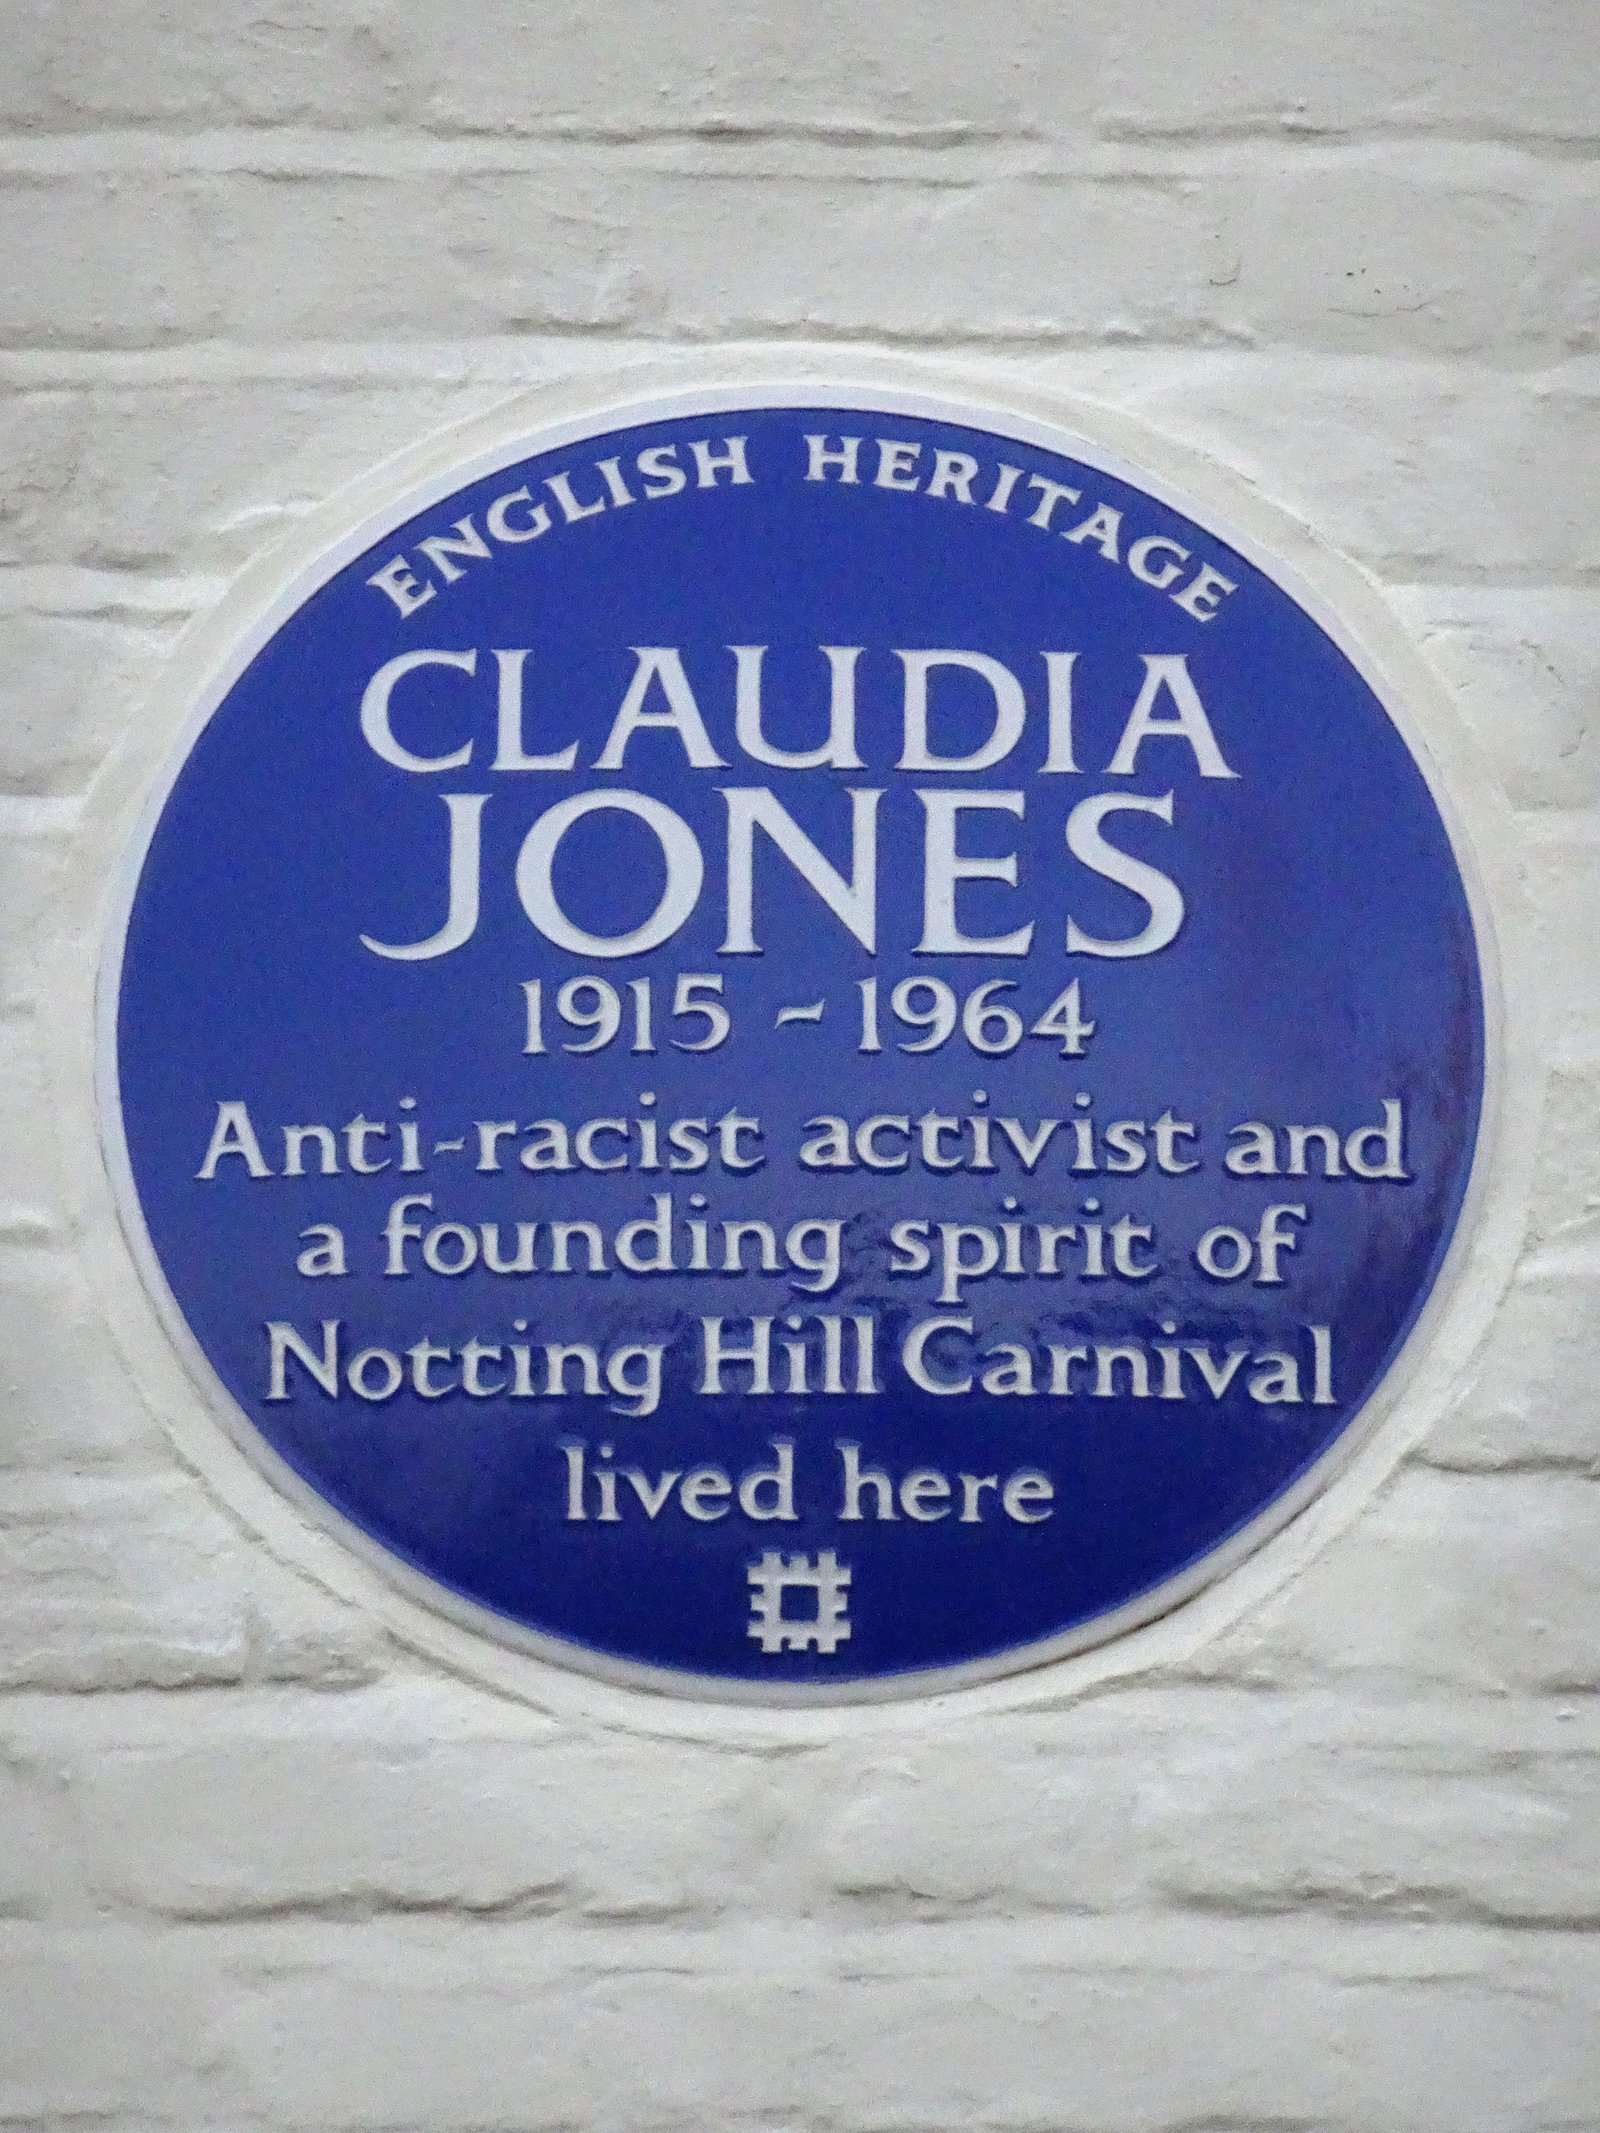 ENGLISH HERITAGE
CLAUDIA
JONES
1915 - 1964
Anti-racist activist and
a founding spirit of
Notting Hill Carnival
lived here